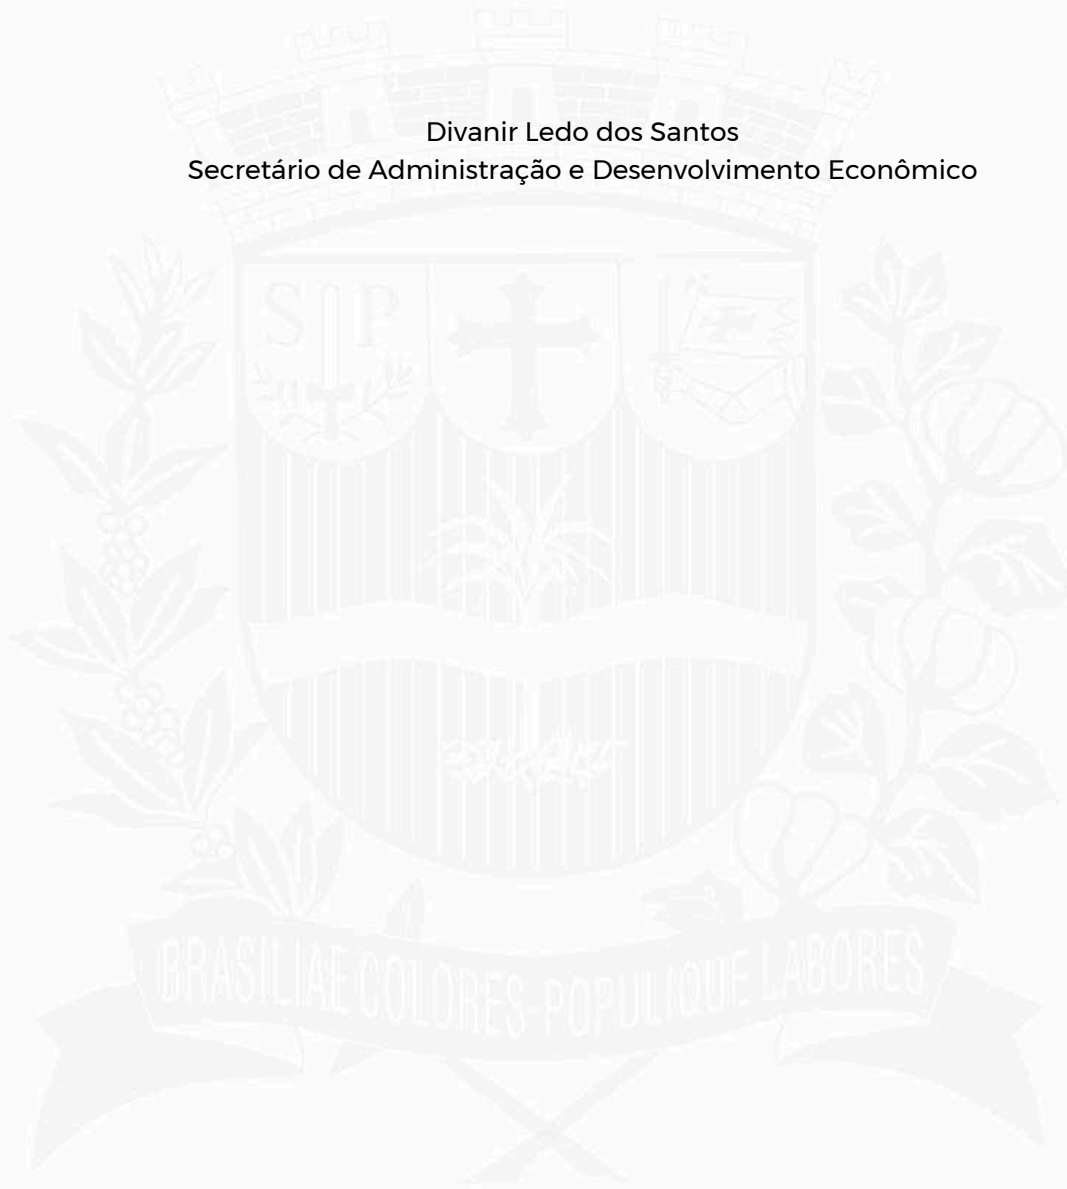 Divanir Ledo dos Santos
Secretário de Administração e Desenvolvimento Econômico
S P
BRASILIAE COLORES-POPULIQUE LABORES